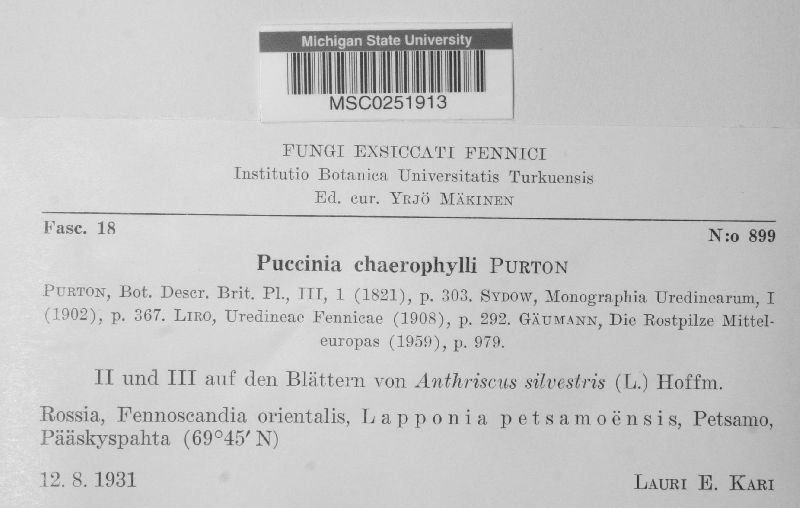 Michigan State University
MSC0251913
FUNGI EXSICCATI FENNICI
Institutio Botanica Universitatis Turkuensis
Ed. cur. YRJÖ MÄKINEN
Fasc. 18
N:o 899
Puccinia chaerophylli PURTON
PURTON, Bot. Descr. Brit. Pl., III, 1 (1821), p. 303. SYDOW, Monographia Uredinearum, I
(1902), p. 367. LIRO, Uredineae Fennicae (1908), p. 292. GÄUMANN, Die Rostpilze Mittel-
europas (1959), p. 979.
II und III auf den Blättern von Anthriscus silvestris (L.) Hoffm.
Rossia, Fennoscandia orientalis, Lapponia petsamoënsis, Petsamo,
Pääskyspahta (69°45′ N)
12. 8. 1931
LAURI E. KARI